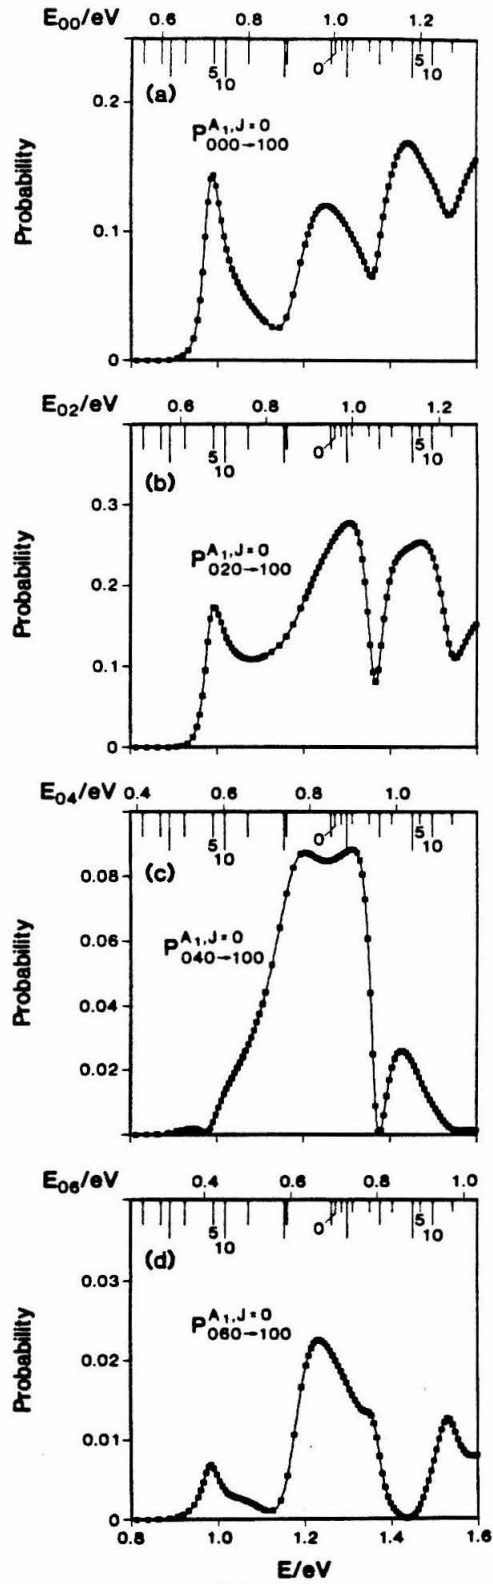 E00/eV 0.6 0.8 1.0 1.2
5 10 0 5 10
(a)
P A1,J=0 000→100
0.2
0.1
0
Probability
E02/eV 0.6 0.8 1.0 1.2
5 10 0 5 10
(b)
P A1,J=0 020→100
0.3
0.2
0.1
0
Probability
E04/eV 0.4 0.6 0.8 1.0
5 10 0 5 10
(c)
P A1,J=0 040→100
0.08
0.06
0.04
0.02
Probability
E06/eV 0.4 0.6 0.8 1.0
5 10 0 5 10
(d)
P A1,J=0 060→100
0.03
0.02
0.01
0
Probability
0.8 1.0 1.2 1.4 1.6
E/eV